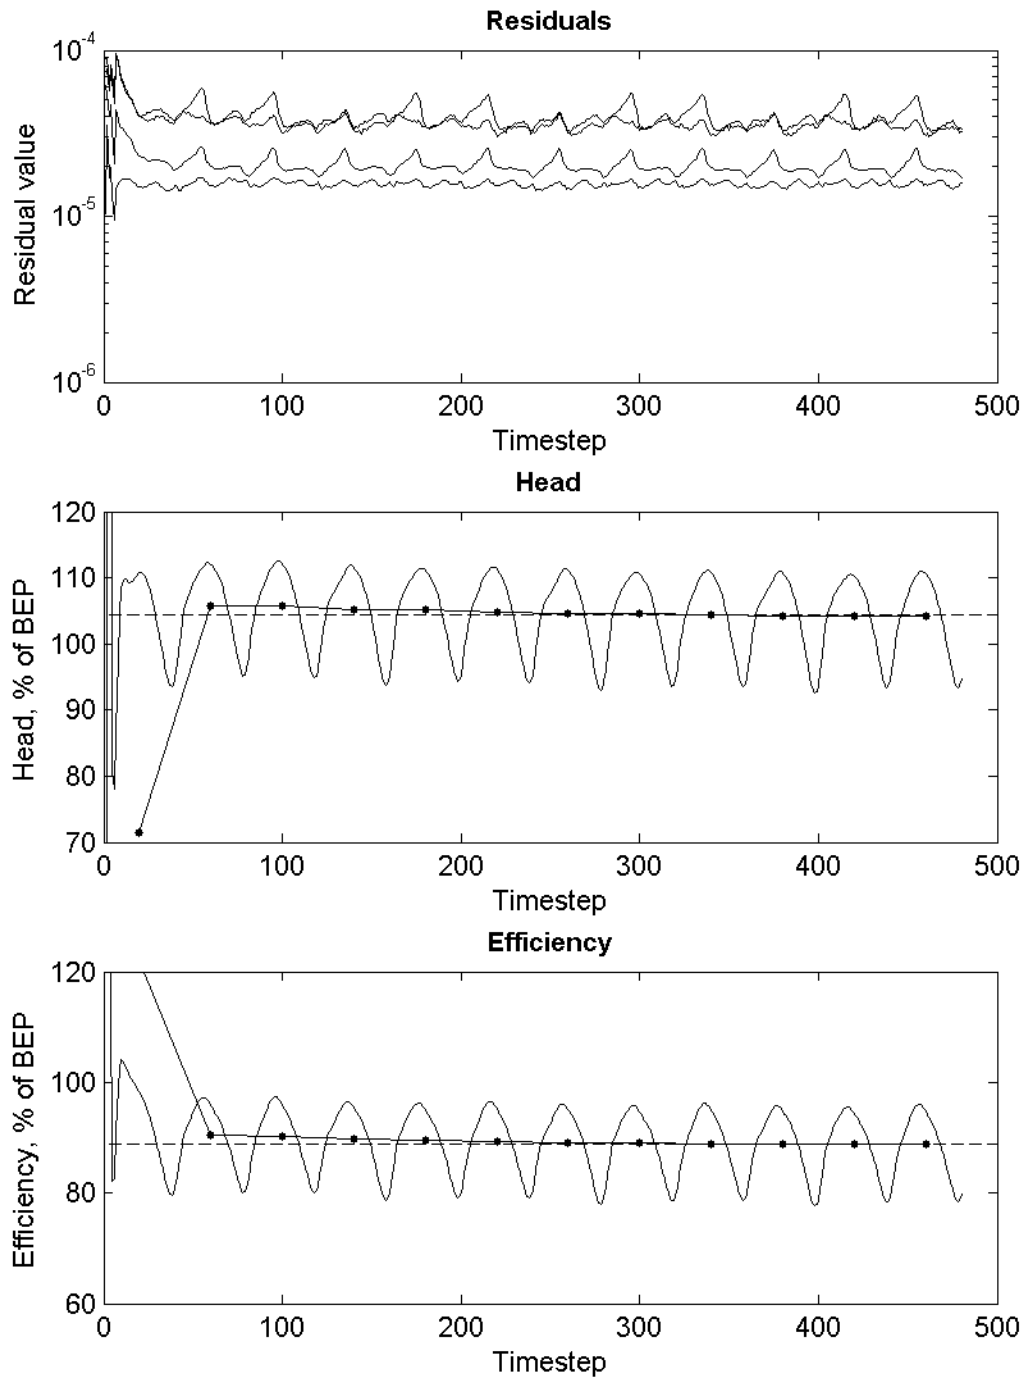 Residuals
10^-4
10^-5
10^-6
Residual value
0 100 200 300 400 500
Timestep
Head
120
110
100
90
80
70
Head, % of BEP
0 100 200 300 400 500
Timestep
Efficiency
120
100
80
60
Efficiency, % of BEP
0 100 200 300 400 500
Timestep